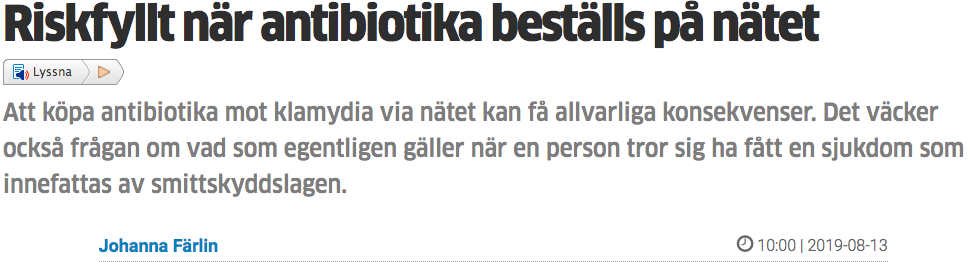 Riskfyllt när antibiotika beställs på nätet
Lyssna
Att köpa antibiotika mot klamydia via nätet kan få allvarliga konsekvenser. Det väcker
också frågan om vad som egentligen gäller när en person tror sig ha fått en sjukdom som
innefattas av smittskyddslagen.
Johanna Färlin 10:00 | 2019-08-13